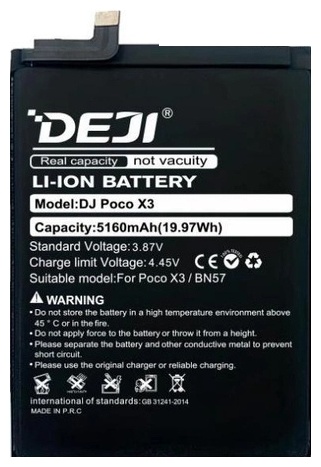 DEJI®
Real capacity not vacuity
LI-ION BATTERY
Model:DJ Poco X3
Capacity:5160mAh(19.97Wh)
Standard Voltage:3.87V
Charge limit Voltage:4.45V
Suitable model:For Poco X3 / BN57
WARNING
• Do not store the battery in a high temperature environment above
45 ° C or in the fire.
• Do not apply force to the battery or throw it from a height.
• Please separate the battery and other conductive metal to prevent
short circuit.
• Please use the original charger or reliable charging.
international of standards: GB 31241-2014
MADE IN P.R.C